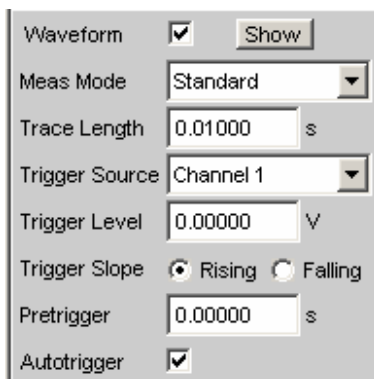 Waveform Show
Meas Mode Standard
Trace Length 0.01000 s
Trigger Source Channel 1
Trigger Level 0.00000 V
Trigger Slope Rising Falling
Pretrigger 0.00000 s
Autotrigger